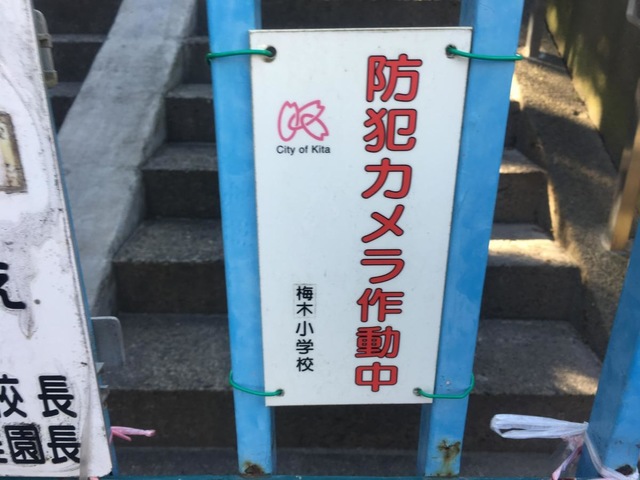 防犯カメラ作動中
City of Kita
梅木小学校
え
校長
園長